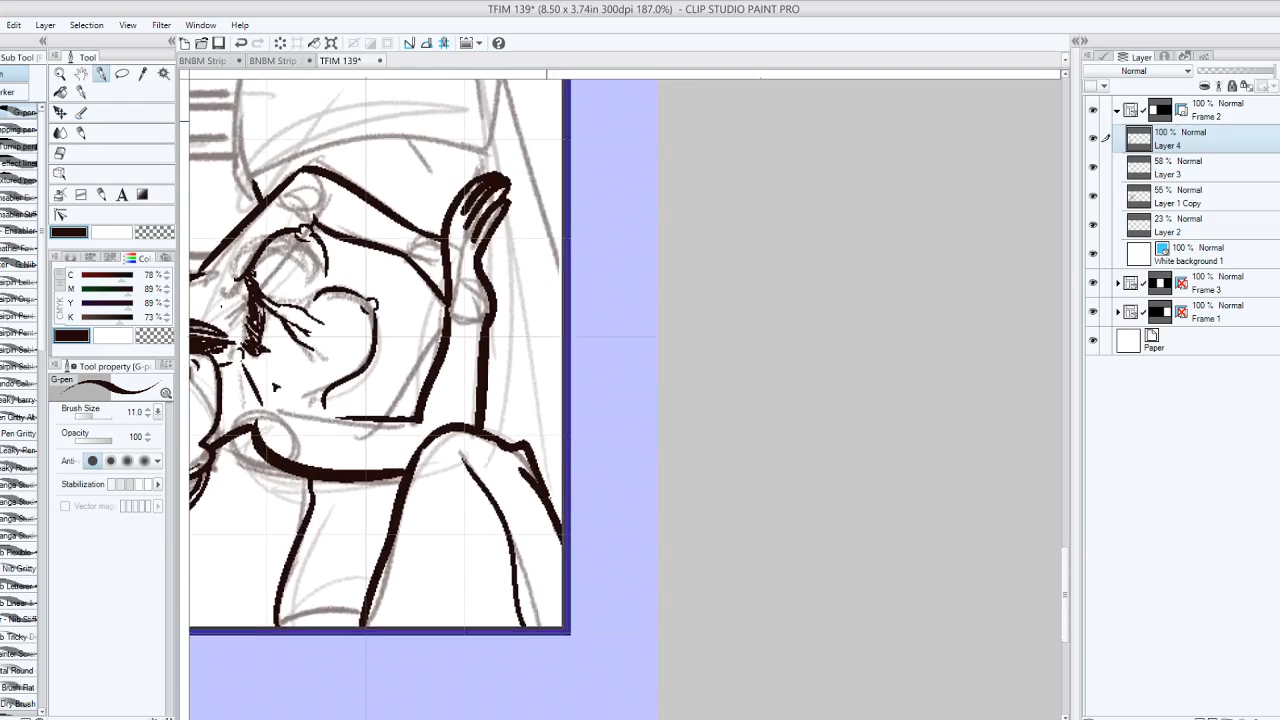 TFIM 139* (8.50 x 3.74in 300dpi 187.0%) - CLIP STUDIO PAINT PRO
Edit Layer Select View Filter Window Help
Sub Tool
Tool
BNBM Strip
BNBM Strip
TFIM 139*
Layer
Normal
100 % Normal
Frame 2
100 % Normal
Layer 4
58 % Normal
Layer 3
55 % Normal
Layer 1 Copy
23 % Normal
Layer 2
100 % Normal
White background 1
100 % Normal
Frame 3
100 % Normal
Frame 1
Paper
C 78 %
M 89 %
Y 89 %
K 73 %
CMYK
Tool property [G-pen
G-pen
Brush Size 11.0
Opacity 100
Anti-
Stabilization
Vector mag